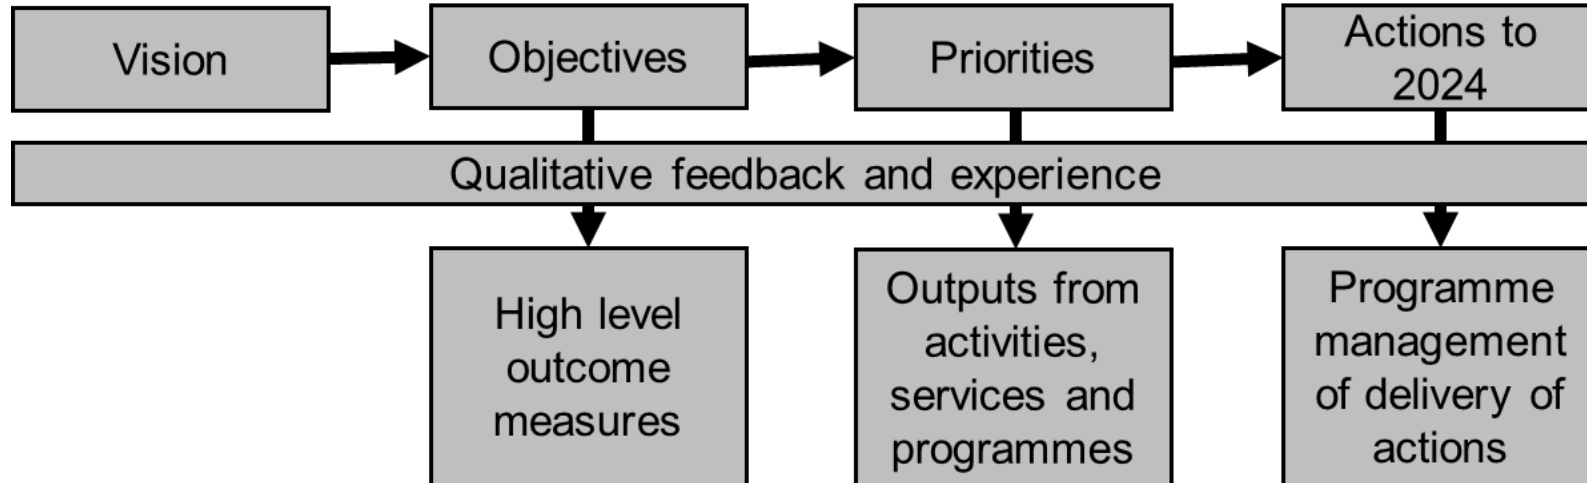 Vision
Objectives
Priorities
Actions to
2024
Qualitative feedback and experience
High level
outcome
measures
Outputs from
activities,
services and
programmes
Programme
management
of delivery of
actions